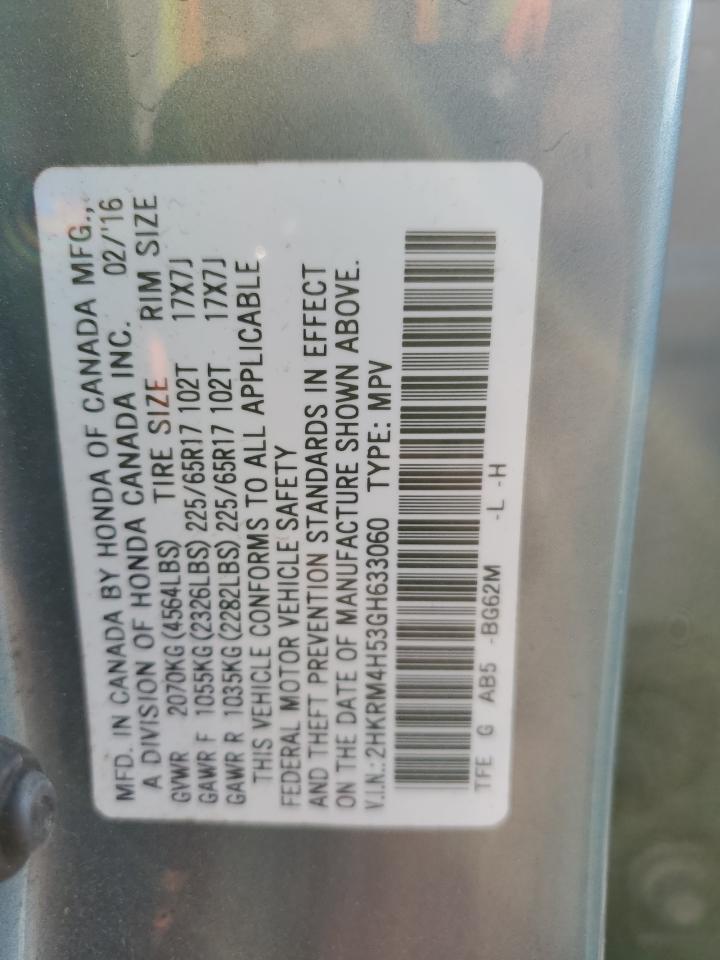 MFD. IN CANADA BY HONDA OF CANADA MFG.,
A DIVISION OF HONDA CANADA INC. 02/'16
GVWR 2070KG(4564LBS) TIRE SIZE RIM SIZE
GAWR F 1055KG(2326LBS) 225/65R17 102T 17X7J
GAWR R 1035KG(2282LBS) 225/65R17 102T 17X7J
THIS VEHICLE CONFORMS TO ALL APPLICABLE
FEDERAL MOTOR VEHICLE SAFETY
AND THEFT PREVENTION STANDARDS IN EFFECT
ON THE DATE OF MANUFACTURE SHOWN ABOVE.
V.I.N.:2HKRM4H53GH633060 TYPE: MPV
TFE G AB5 -BG62M -L -H